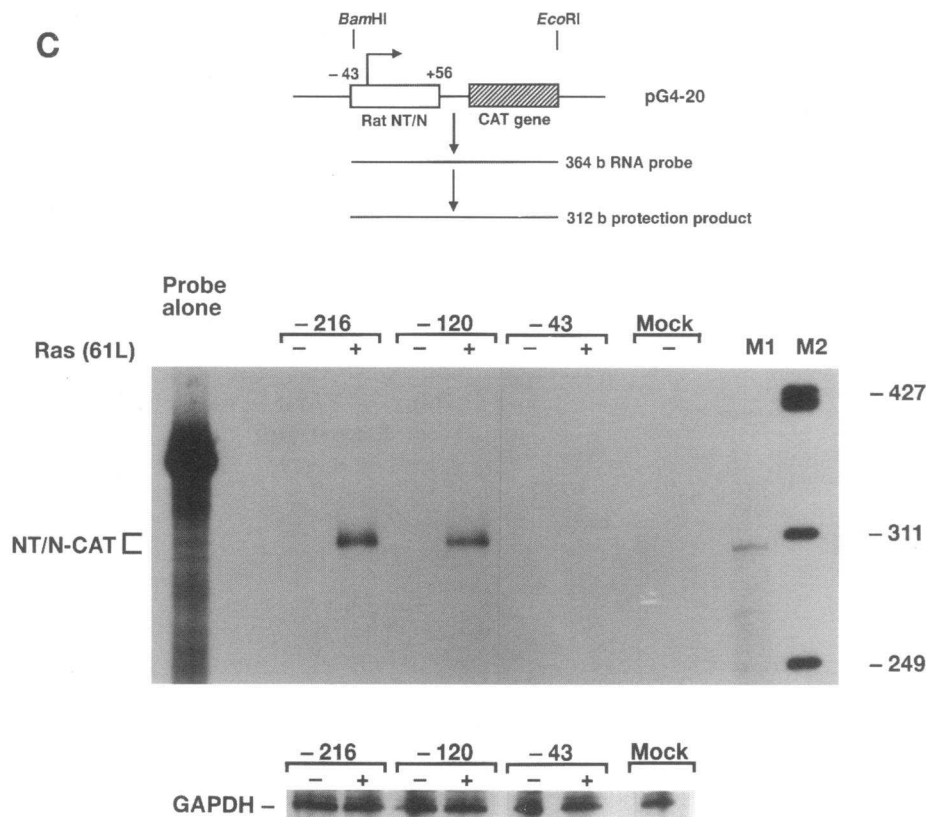 C
BamHI EcoRI
– 43 +56 pG4-20
Rat NT/N CAT gene
364 b RNA probe
312 b protection product
Probe
alone
– 216 – 120 – 43 Mock
Ras (61L) – + – + – + – M1 M2
– 427
NT/N-CAT – 311
– 249
– 216 – 120 – 43 Mock
– + – + – + –
GAPDH –